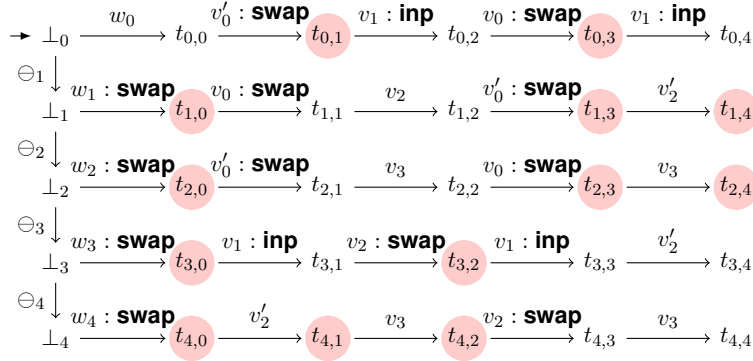 ⊥₀ w₀ t₀,₀ v′₀ : swap t₀,₁ v₁ : inp t₀,₂ v₀ : swap t₀,₃ v₁ : inp t₀,₄
⊖₁
⊥₁ w₁ : swap t₁,₀ v₀ : swap t₁,₁ v₂ t₁,₂ v′₀ : swap t₁,₃ v′₂ t₁,₄
⊖₂
⊥₂ w₂ : swap t₂,₀ v′₀ : swap t₂,₁ v₃ t₂,₂ v₀ : swap t₂,₃ v₃ t₂,₄
⊖₃
⊥₃ w₃ : swap t₃,₀ v₁ : inp t₃,₁ v₂ : swap t₃,₂ v₁ : inp t₃,₃ v′₂ t₃,₄
⊖₄
⊥₄ w₄ : swap t₄,₀ v′₂ t₄,₁ v₃ t₄,₂ v₂ : swap t₄,₃ v₃ t₄,₄